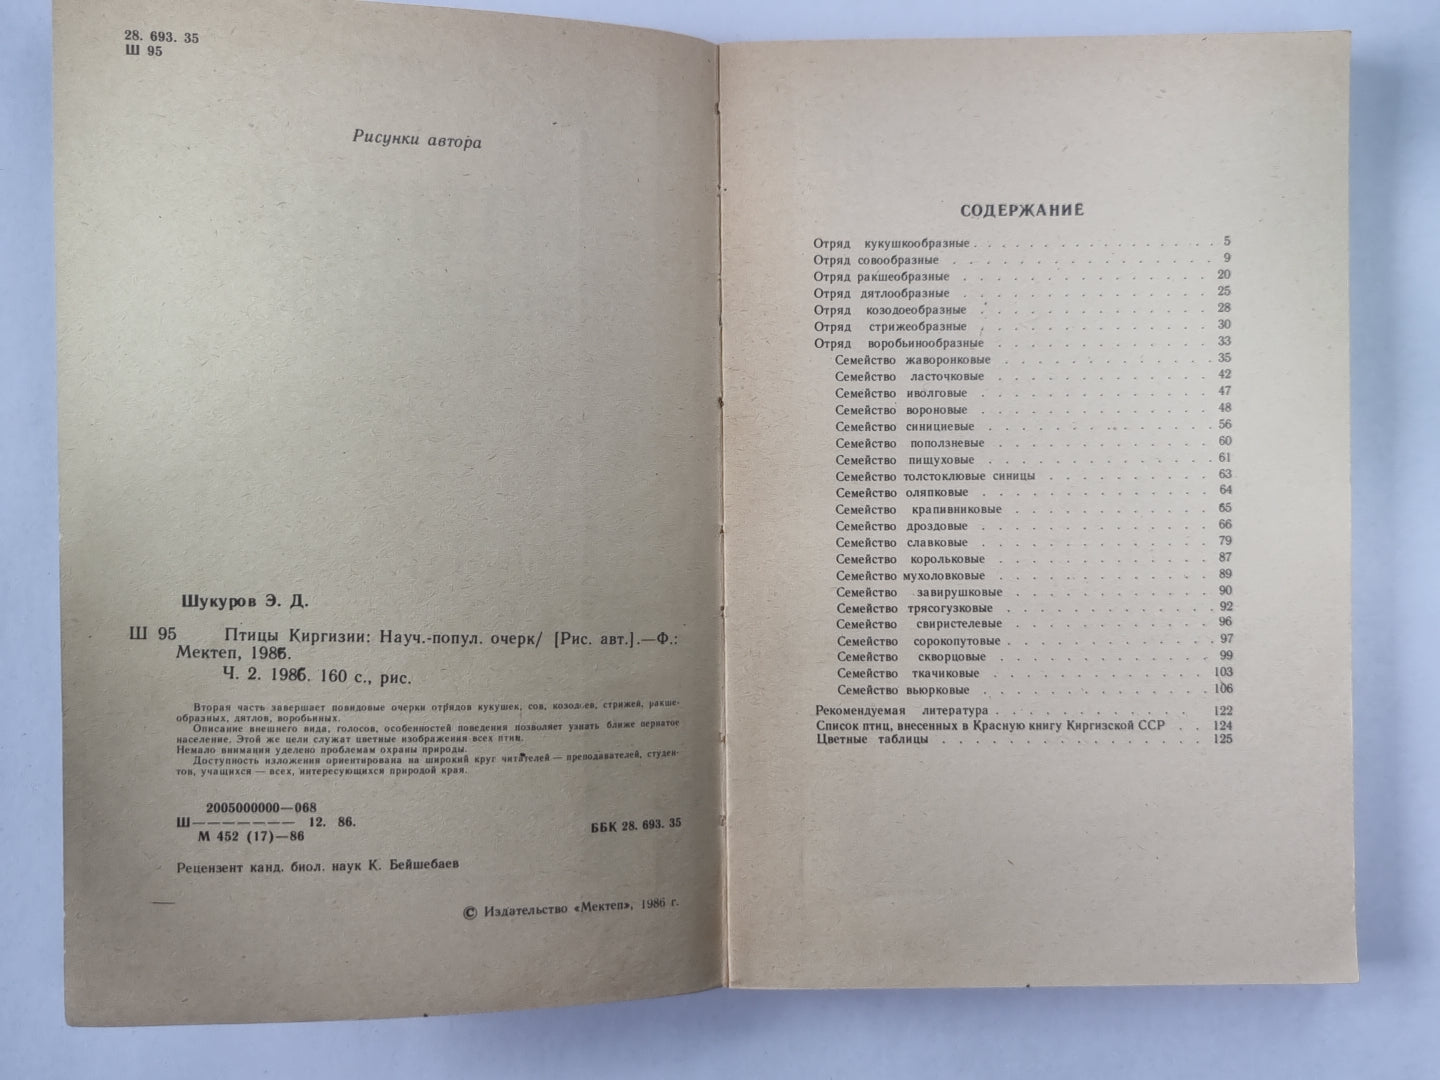 28. 693. 35
Ш 95
Рисунки автора
Шукуров Э. Д.
Ш 95 Птицы Киргизии: Науч.-попул. очерк/ [Рис. авт.].—Ф.:
Мектеп, 1986.
Ч. 2. 1986. 160 с., рис.
Вторая часть завершает повидовые очерки отрядов кукушек, сов, козодоев, стрижей, ракше-
образных, дятлов, воробьиных.
Описание внешнего вида, голосов, особенностей поведения позволяет узнать ближе пернатое
население. Этой же цели служат цветные изображения всех птиц.
Немало внимания уделено проблемам охраны природы.
Доступность изложения ориентирована на широкий круг читателей — преподавателей, студен-
тов, учащихся — всех, интересующихся природой края.
2005000000—068
Ш——————— 12. 86.
М 452 (17)—86
ББК 28. 693. 35
Рецензент канд. биол. наук К. Бейшебаев
© Издательство «Мектеп», 1986 г.
СОДЕРЖАНИЕ
Отряд кукушкообразные . . . . . . . . . . . . . . . . 5
Отряд совообразные . . . . . . . . . . . . . . . . 9
Отряд ракшеобразные . . . . . . . . . . . . . . . 20
Отряд дятлообразные . . . . . . . . . . . . . . . 25
Отряд козодоеобразные . . . . . . . . . . . . . . 28
Отряд стрижеобразные . . . . . . . . . . . . . . 30
Отряд воробьинообразные . . . . . . . . . . . . . 33
Семейство жаворонковые . . . . . . . . . . . . . 35
Семейство ласточковые . . . . . . . . . . . . . 42
Семейство иволговые . . . . . . . . . . . . . . 47
Семейство вороновые . . . . . . . . . . . . . . 48
Семейство синициевые . . . . . . . . . . . . . 56
Семейство поползневые . . . . . . . . . . . . . 60
Семейство пищуховые . . . . . . . . . . . . . 61
Семейство толстоклювые синицы . . . . . . . . . . 63
Семейство оляпковые . . . . . . . . . . . . . . 64
Семейство крапивниковые . . . . . . . . . . . . 65
Семейство дроздовые . . . . . . . . . . . . . . 66
Семейство славковые . . . . . . . . . . . . . . 79
Семейство корольковые . . . . . . . . . . . . . 87
Семейство мухоловковые . . . . . . . . . . . . . 89
Семейство завирушковые . . . . . . . . . . . . 90
Семейство трясогузковые . . . . . . . . . . . . 92
Семейство свиристелевые . . . . . . . . . . . . 96
Семейство сорокопутовые . . . . . . . . . . . . 97
Семейство скворцовые . . . . . . . . . . . . . 99
Семейство ткачиковые . . . . . . . . . . . . . 103
Семейство вьюрковые . . . . . . . . . . . . . 106
Рекомендуемая литература . . . . . . . . . . . 122
Список птиц, внесенных в Красную книгу Киргизской ССР . . 124
Цветные таблицы . . . . . . . . . . . . . . . 125